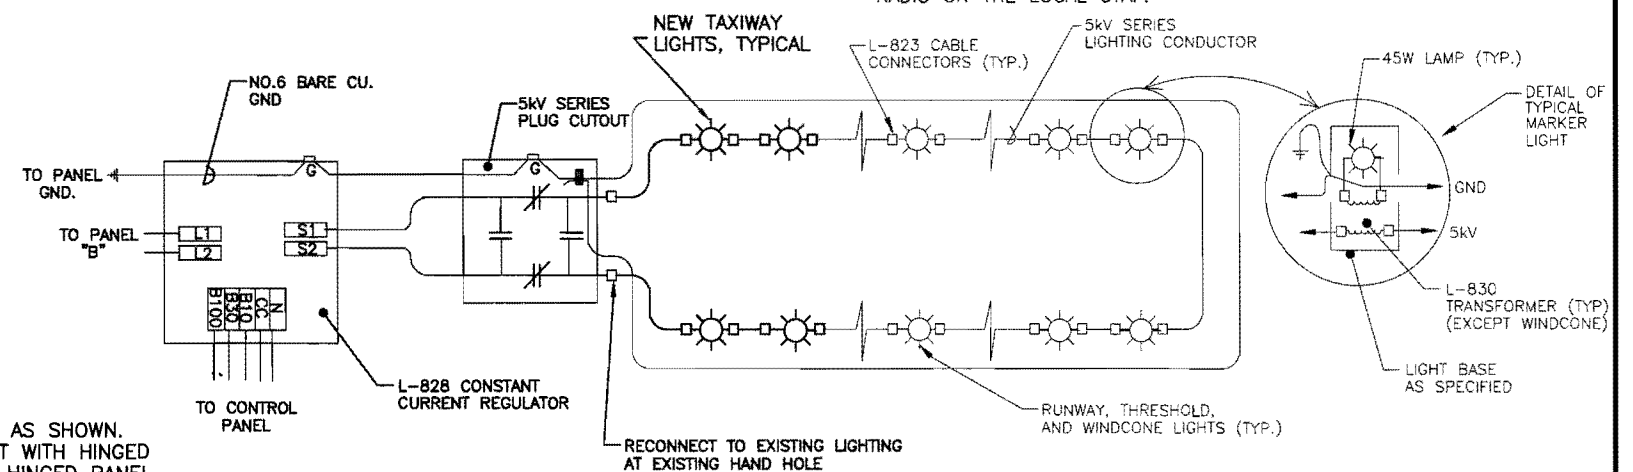 RADIO ON THE LOCAL CTAF.
NEW TAXIWAY
LIGHTS, TYPICAL
5kV SERIES
LIGHTING CONDUCTOR
L-823 CABLE
CONNECTORS (TYP.)
45W LAMP (TYP.)
NO.6 BARE CU.
GND
5kV SERIES
PLUG CUTOUT
DETAIL OF
TYPICAL
MARKER
LIGHT
G
G
TO PANEL
GND.
GND
TO PANEL
"B"
L1
L2
S1
S2
5kV
B100
B30
B10
CC
N
L-830
TRANSFORMER (TYP)
(EXCEPT WINDCONE)
LIGHT BASE
AS SPECIFIED
L-828 CONSTANT
CURRENT REGULATOR
TO CONTROL
PANEL
RUNWAY, THRESHOLD,
AND WINDCONE LIGHTS (TYP.)
RECONNECT TO EXISTING LIGHTING
AT EXISTING HAND HOLE
AS SHOWN.
WITH HINGED
HINGED PANEL